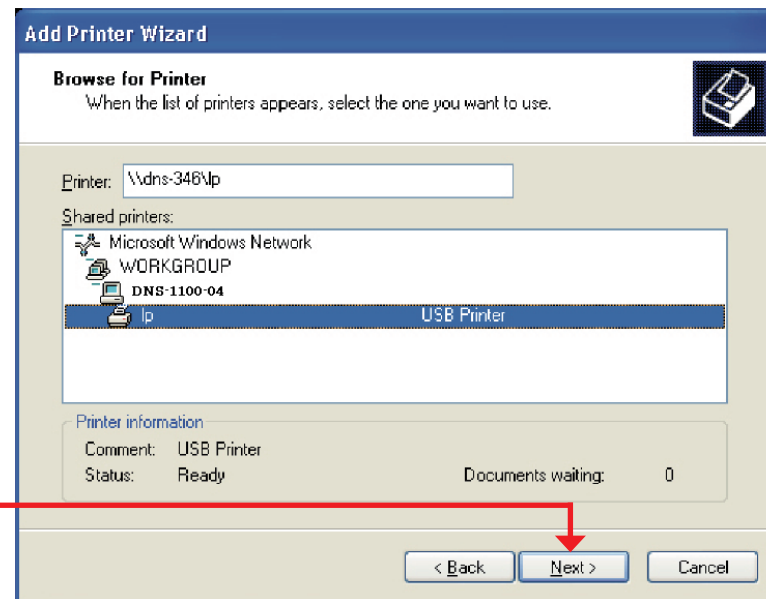 Add Printer Wizard
Browse for Printer
When the list of printers appears, select the one you want to use.
Printer: \\dns-346\lp
Shared printers:
Microsoft Windows Network
WORKGROUP
DNS-1100-04
lp USB Printer
Printer information
Comment: USB Printer
Status: Ready Documents waiting: 0
< Back Next > Cancel